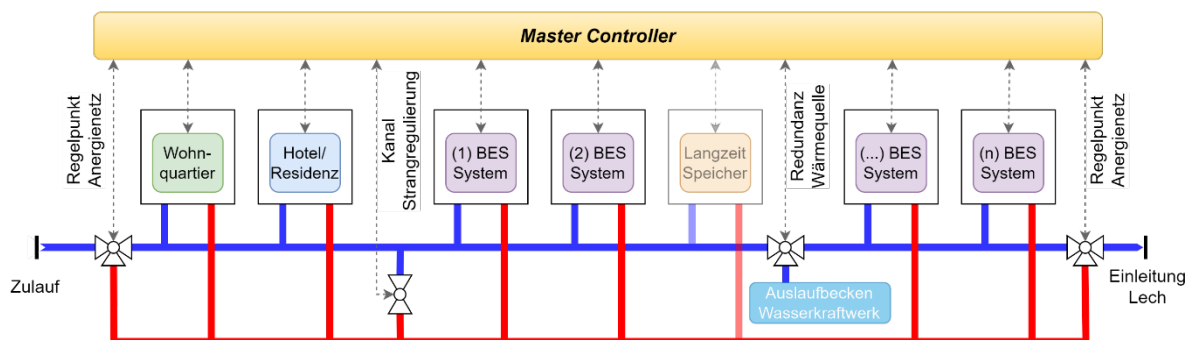 Master Controller
Regelpunkt
Anergienetz
Wohn-
quartier
Hotel/
Residenz
Kanal
Strangregulierung
(1) BES
System
(2) BES
System
Langzeit
Speicher
Redundanz
Wärmequelle
(...) BES
System
(n) BES
System
Regelpunkt
Anergienetz
Zulauf
Auslaufbecken
Wasserkraftwerk
Einleitung
Lech